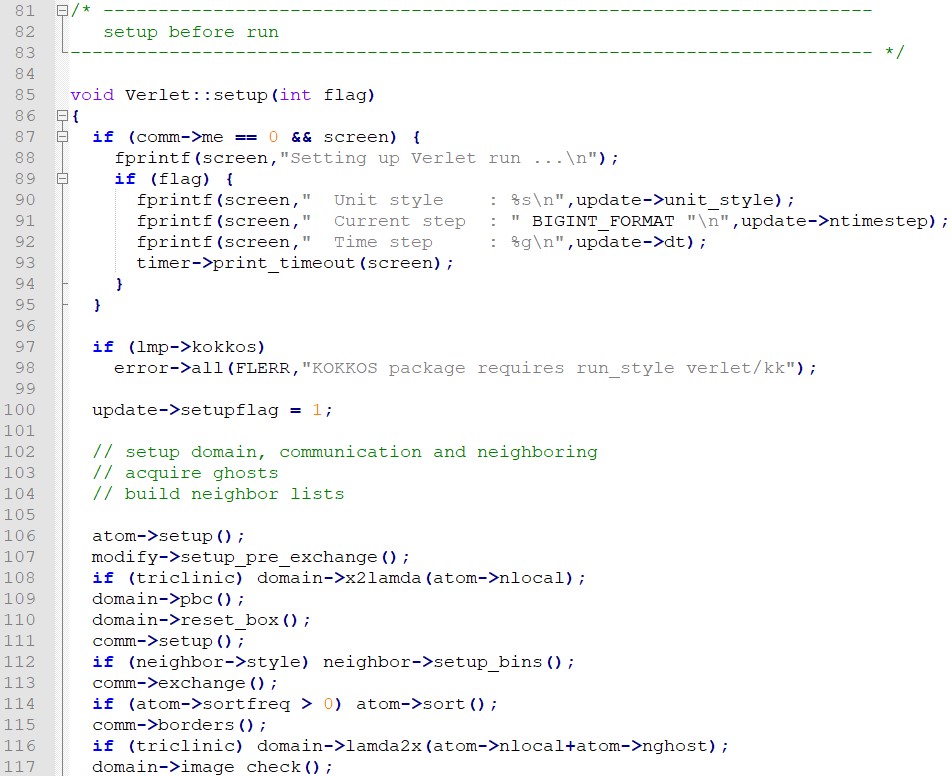 81 /* ----------------------------------------------------------------------
82    setup before run
83 ------------------------------------------------------------------------- */
84
85 void Verlet::setup(int flag)
86 {
87   if (comm->me == 0 && screen) {
88     fprintf(screen,"Setting up Verlet run ...\n");
89     if (flag) {
90       fprintf(screen,"  Unit style    : %s\n",update->unit_style);
91       fprintf(screen,"  Current step  : " BIGINT_FORMAT "\n",update->ntimestep);
92       fprintf(screen,"  Time step     : %g\n",update->dt);
93       timer->print_timeout(screen);
94     }
95   }
96
97   if (lmp->kokkos)
98     error->all(FLERR,"KOKKOS package requires run_style verlet/kk");
99
100   update->setupflag = 1;
101
102   // setup domain, communication and neighboring
103   // acquire ghosts
104   // build neighbor lists
105
106   atom->setup();
107   modify->setup_pre_exchange();
108   if (triclinic) domain->x2lamda(atom->nlocal);
109   domain->pbc();
110   domain->reset_box();
111   comm->setup();
112   if (neighbor->style) neighbor->setup_bins();
113   comm->exchange();
114   if (atom->sortfreq > 0) atom->sort();
115   comm->borders();
116   if (triclinic) domain->lamda2x(atom->nlocal+atom->nghost);
117   domain->image_check();